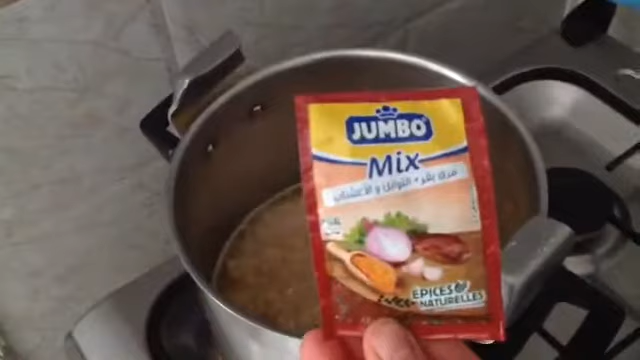 JUMBO
Mix
مرق بقر + التوابل و الأعشاب
EPICES
NATURELLES